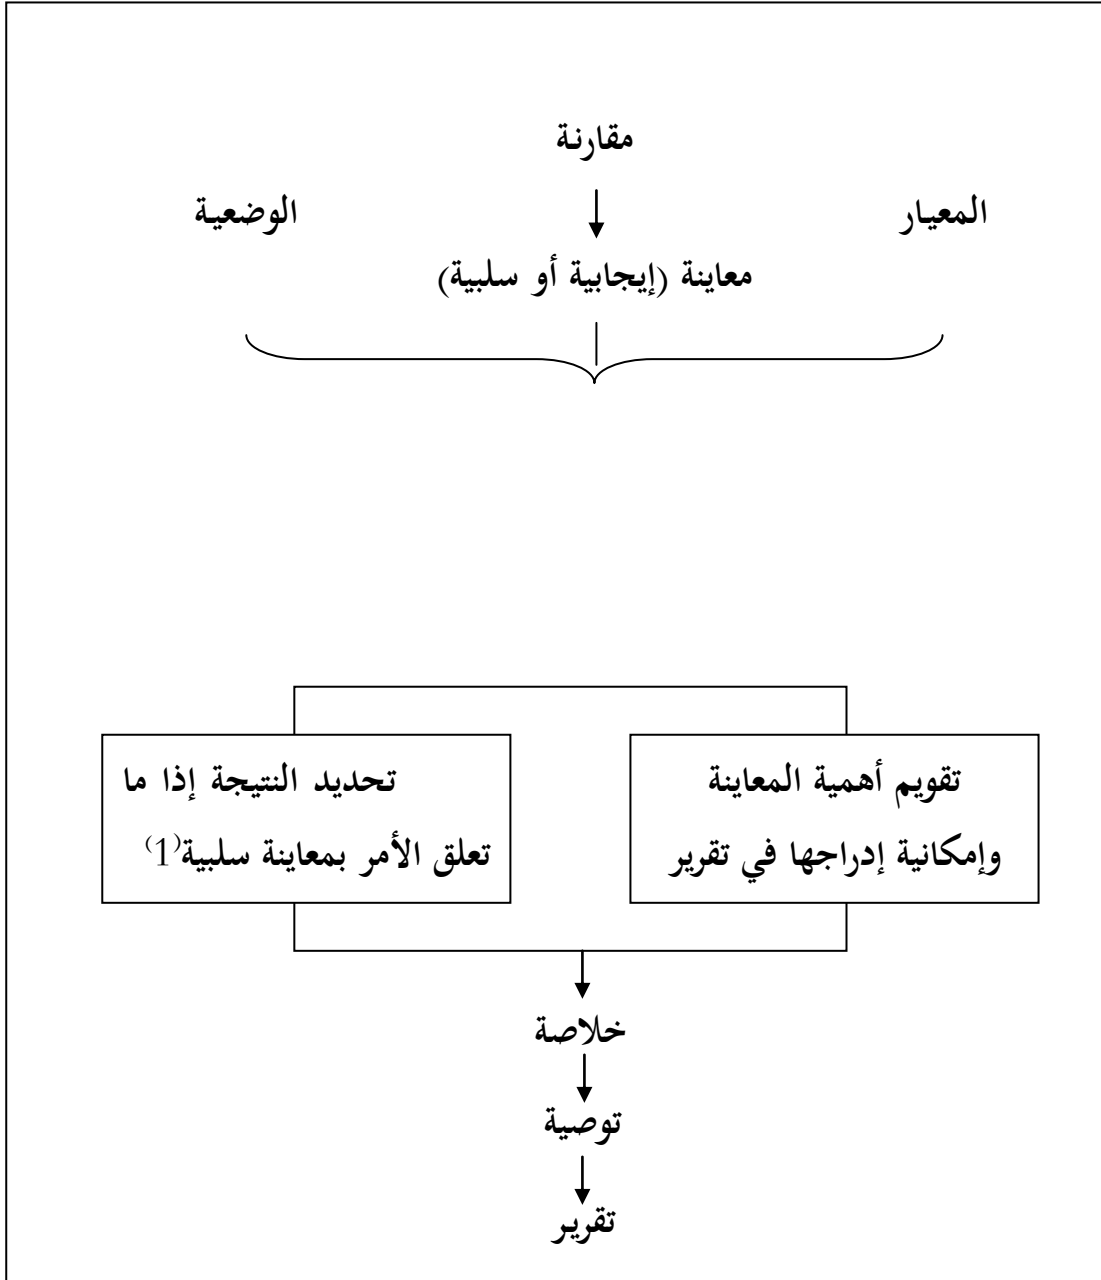 مقارنة
المعيار
الوضعية
معاينة (إيجابية أو سلبية)
تقويم أهمية المعاينة
وإمكانية إدراجها في تقرير
تحديد النتيجة إذا ما
تعلق الأمر بمعاينة سلبية(1)
خلاصة
توصية
تقرير